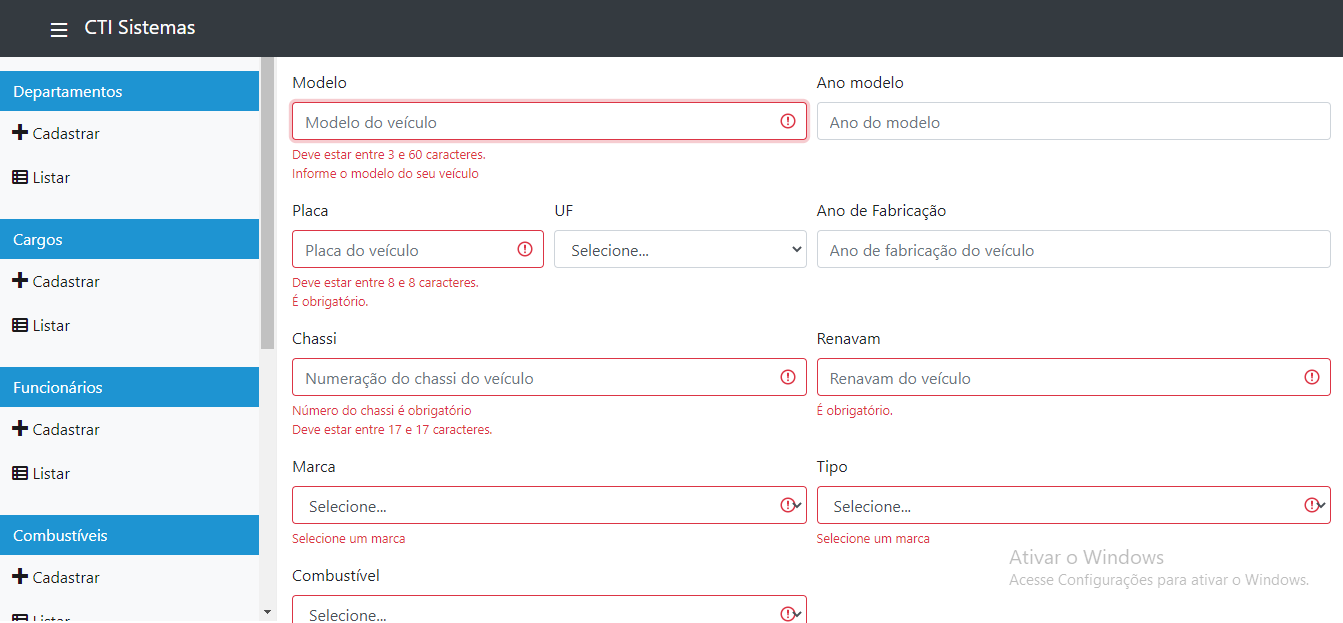 CTI Sistemas
Departamentos
Cadastrar
Listar
Cargos
Cadastrar
Listar
Funcionários
Cadastrar
Listar
Combustíveis
Cadastrar
Listar
Modelo
Modelo do veículo
Deve estar entre 3 e 60 caracteres.
Informe o modelo do seu veículo
Ano modelo
Ano do modelo
Placa
Placa do veículo
Deve estar entre 8 e 8 caracteres.
É obrigatório.
UF
Selecione...
Ano de Fabricação
Ano de fabricação do veículo
Chassi
Numeração do chassi do veículo
Número do chassi é obrigatório
Deve estar entre 17 e 17 caracteres.
Renavam
Renavam do veículo
É obrigatório.
Marca
Selecione...
Selecione um marca
Tipo
Selecione...
Selecione um marca
Combustível
Selecione...
Ativar o Windows
Acesse Configurações para ativar o Windows.